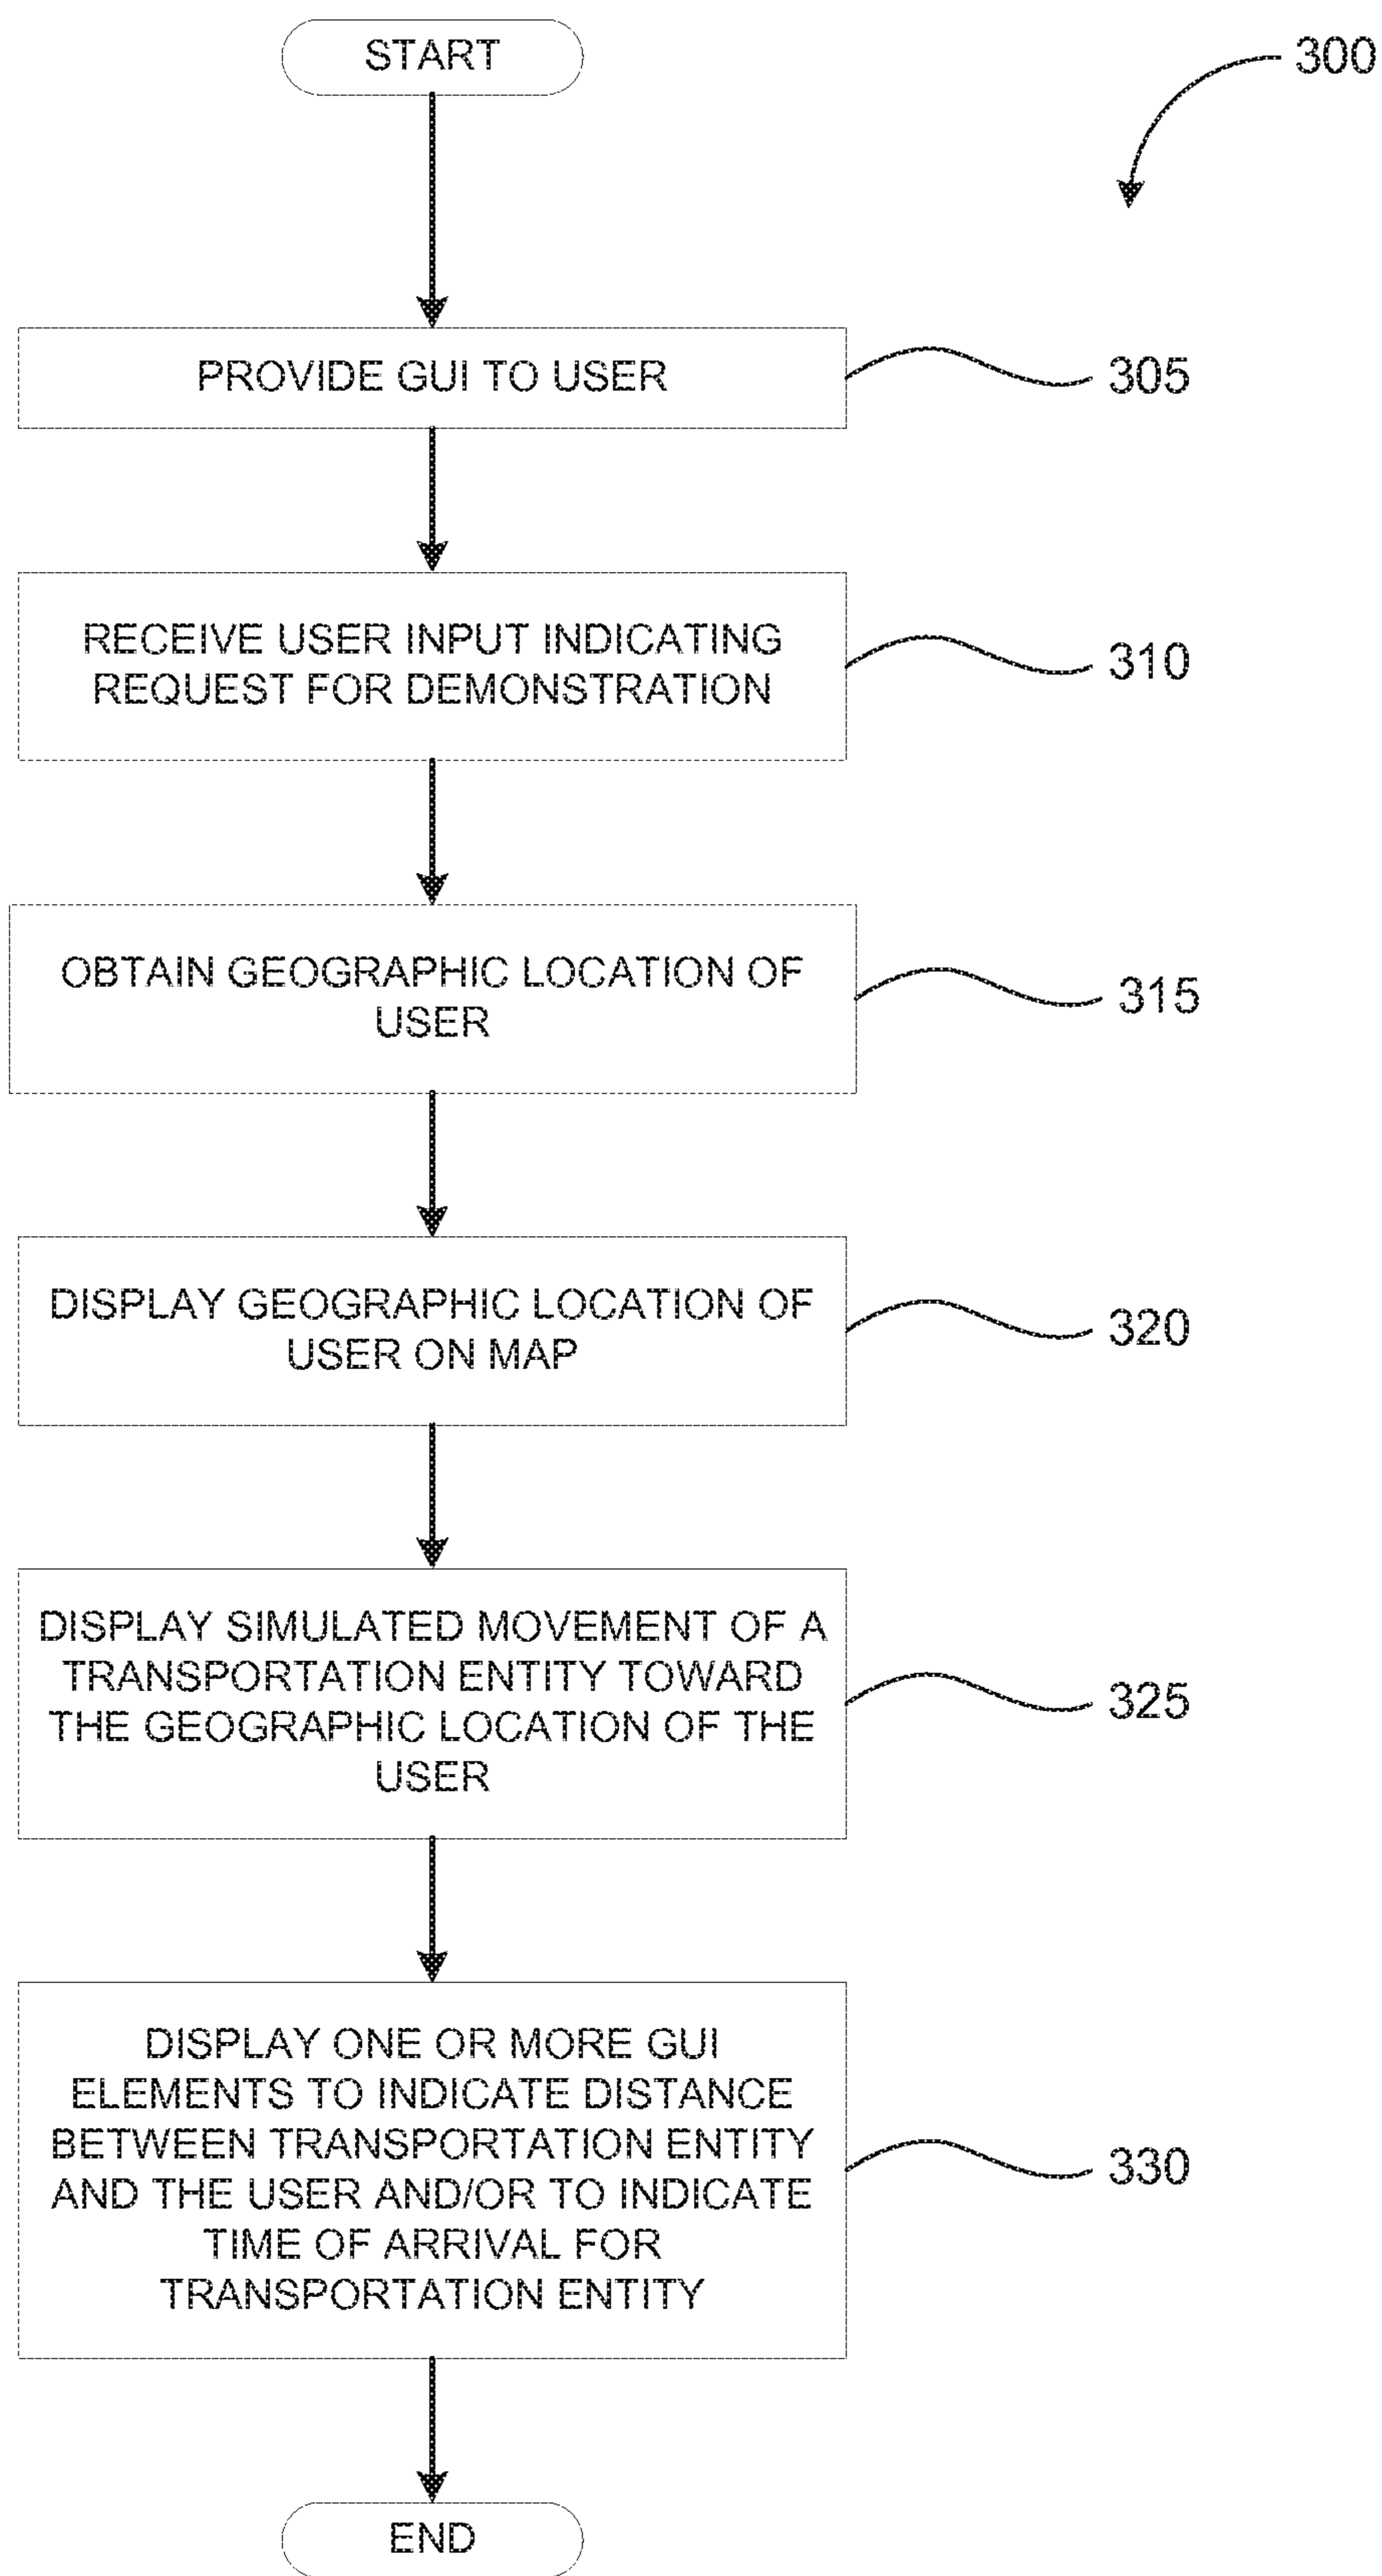 START
300
PROVIDE GUI TO USER
305
RECEIVE USER INPUT INDICATING
REQUEST FOR DEMONSTRATION
310
OBTAIN GEOGRAPHIC LOCATION OF
USER
315
DISPLAY GEOGRAPHIC LOCATION OF
USER ON MAP
320
DISPLAY SIMULATED MOVEMENT OF A
TRANSPORTATION ENTITY TOWARD
THE GEOGRAPHIC LOCATION OF THE
USER
325
DISPLAY ONE OR MORE GUI
ELEMENTS TO INDICATE DISTANCE
BETWEEN TRANSPORTATION ENTITY
AND THE USER AND/OR TO INDICATE
TIME OF ARRIVAL FOR
TRANSPORTATION ENTITY
330
END